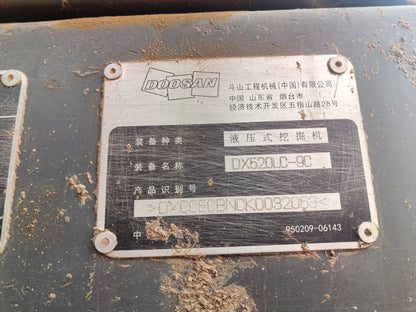 DOOSAN
斗山工程机械(中国)有限公司
中国 山东省 烟台市
经济技术开发区五指山路28号
装备种类
液压式挖掘机
装备名称
DX520LC-9C
产品识别号
中
950209-06143